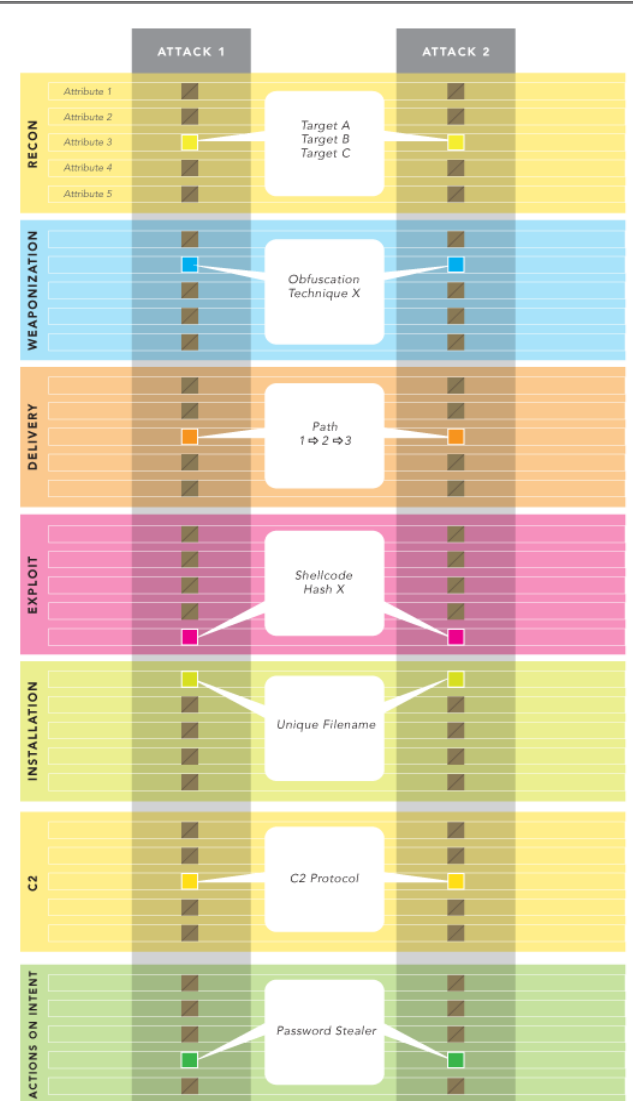 ATTACK 1
ATTACK 2
RECON
Attribute 1
Attribute 2
Attribute 3
Attribute 4
Attribute 5
Target A
Target B
Target C
WEAPONIZATION
Obfuscation
Technique X
DELIVERY
Path
1 ⇨ 2 ⇨3
EXPLOIT
Shellcode
Hash X
INSTALLATION
Unique Filename
C2
C2 Protocol
ACTIONS ON INTENT
Password Stealer